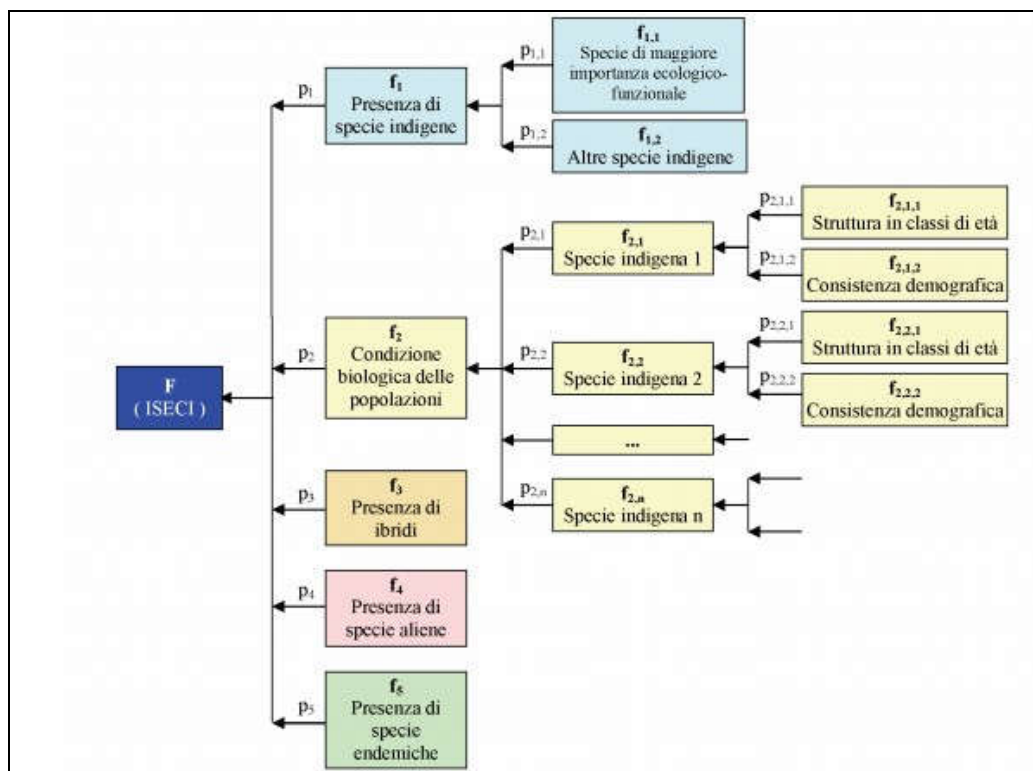 f1,1
Specie di maggiore
importanza ecologico-
funzionale
p1,1
f1
Presenza di
specie indigene
p1
p1,2
f1,2
Altre specie indigene
f2,1,1
Struttura in classi di età
p2,1,1
p2,1
f2,1
Specie indigena 1
p2,1,2
f2,1,2
Consistenza demografica
f2
Condizione
biologica delle
popolazioni
p2
p2,2
f2,2
Specie indigena 2
p2,2,1
f2,2,1
Struttura in classi di età
p2,2,2
f2,2,2
Consistenza demografica
F
( ISECI )
...
p2,n
f2,n
Specie indigena n
p3
f3
Presenza di
ibridi
p4
f4
Presenza di
specie aliene
p5
f5
Presenza di
specie
endemiche